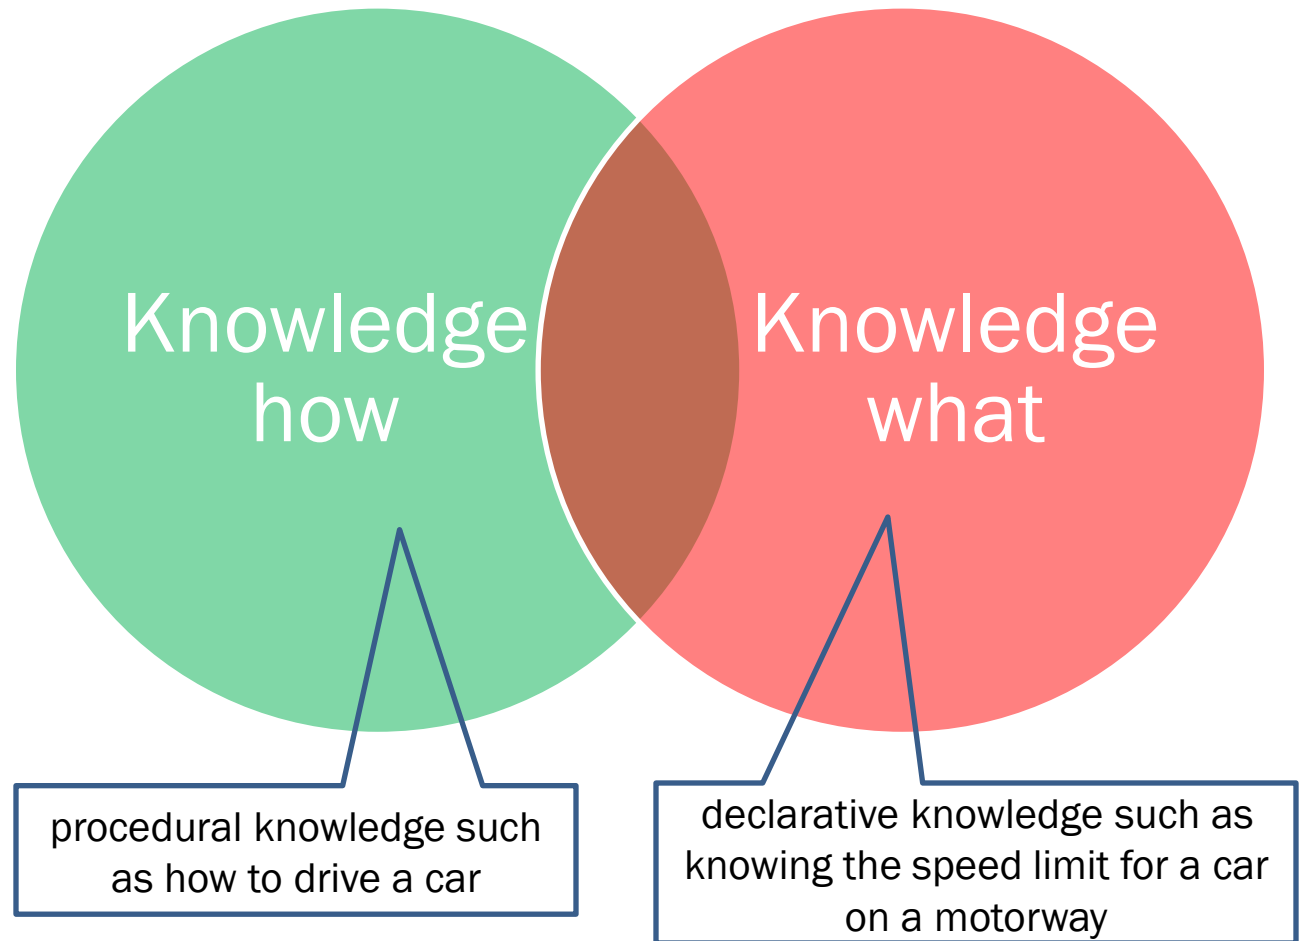 Knowledge
how
Knowledge
what
procedural knowledge such
as how to drive a car
declarative knowledge such as
knowing the speed limit for a car
on a motorway